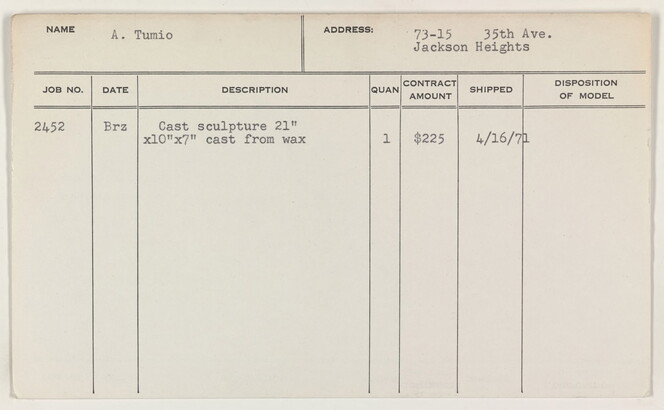 NAME A. Tumio ADDRESS: 73-15 35th Ave.
Jackson Heights
JOB NO. DATE DESCRIPTION QUAN CONTRACT AMOUNT SHIPPED DISPOSITION OF MODEL
2452 Brz Cast sculpture 21"
x10"x7" cast from wax 1 $225 4/16/71